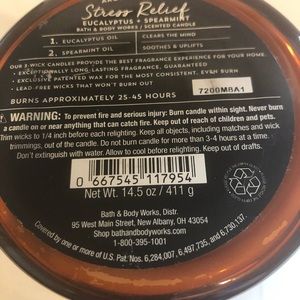 Stress Relief
EUCALYPTUS + SPEARMINT
BATH & BODY WORKS / SCENTED CANDLE
1. EUCALYPTUS OIL CLEARS THE MIND
2. SPEARMINT OIL SOOTHES & UPLIFTS
OUR 3-WICK CANDLES PROVIDE THE BEST FRAGRANCE EXPERIENCE FOR YOUR HOME.
• EXCEPTIONALLY LONG LASTING FRAGRANCE, GUARANTEED
• EXCLUSIVE FORMULA FOR THE MOST CONSISTENT, EVEN BURN
• LEAD-FREE WICKS THAT WON'T BURN OUT
7200MBA1
BURNS APPROXIMATELY 25-45 HOURS
WARNING: To prevent fire and serious injury: Burn candle within sight. Never burn
a candle on or near anything that can catch fire. Keep out of reach of children and pets.
Trim wicks to 1/4 inch before each relighting. Keep all objects, including matches and wick
trimmings, out of the candle. Do not burn candle for more than 3-4 hours at a time.
Don't extinguish with water. Allow to cool before relighting. Keep out of drafts.
0 667545 117954
Net Wt. 14.5 oz / 411 g
Bath & Body Works, Distr.
95 West Main Street, New Albany, OH 43054
Shop bathandbodyworks.com
1-800-395-1001
Covered by one or more of U.S. Pat. Nos. 6,284,007, 6,497,735, and 6,730,137.